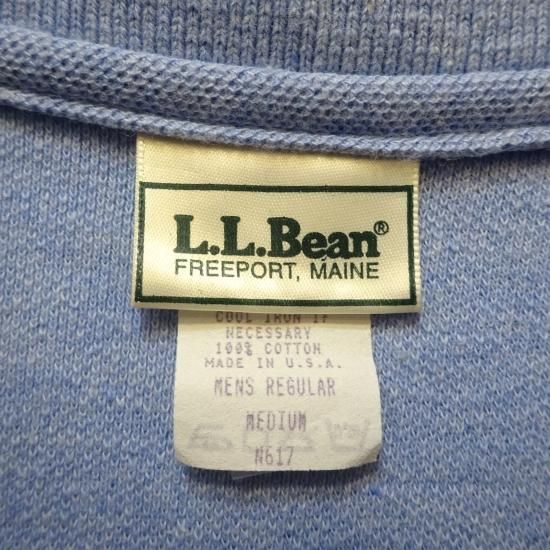 L.L.Bean®
FREEPORT, MAINE
COOL IRON IF
NECESSARY
100% COTTON
MADE IN U.S.A.
MENS REGULAR
MEDIUM
N617